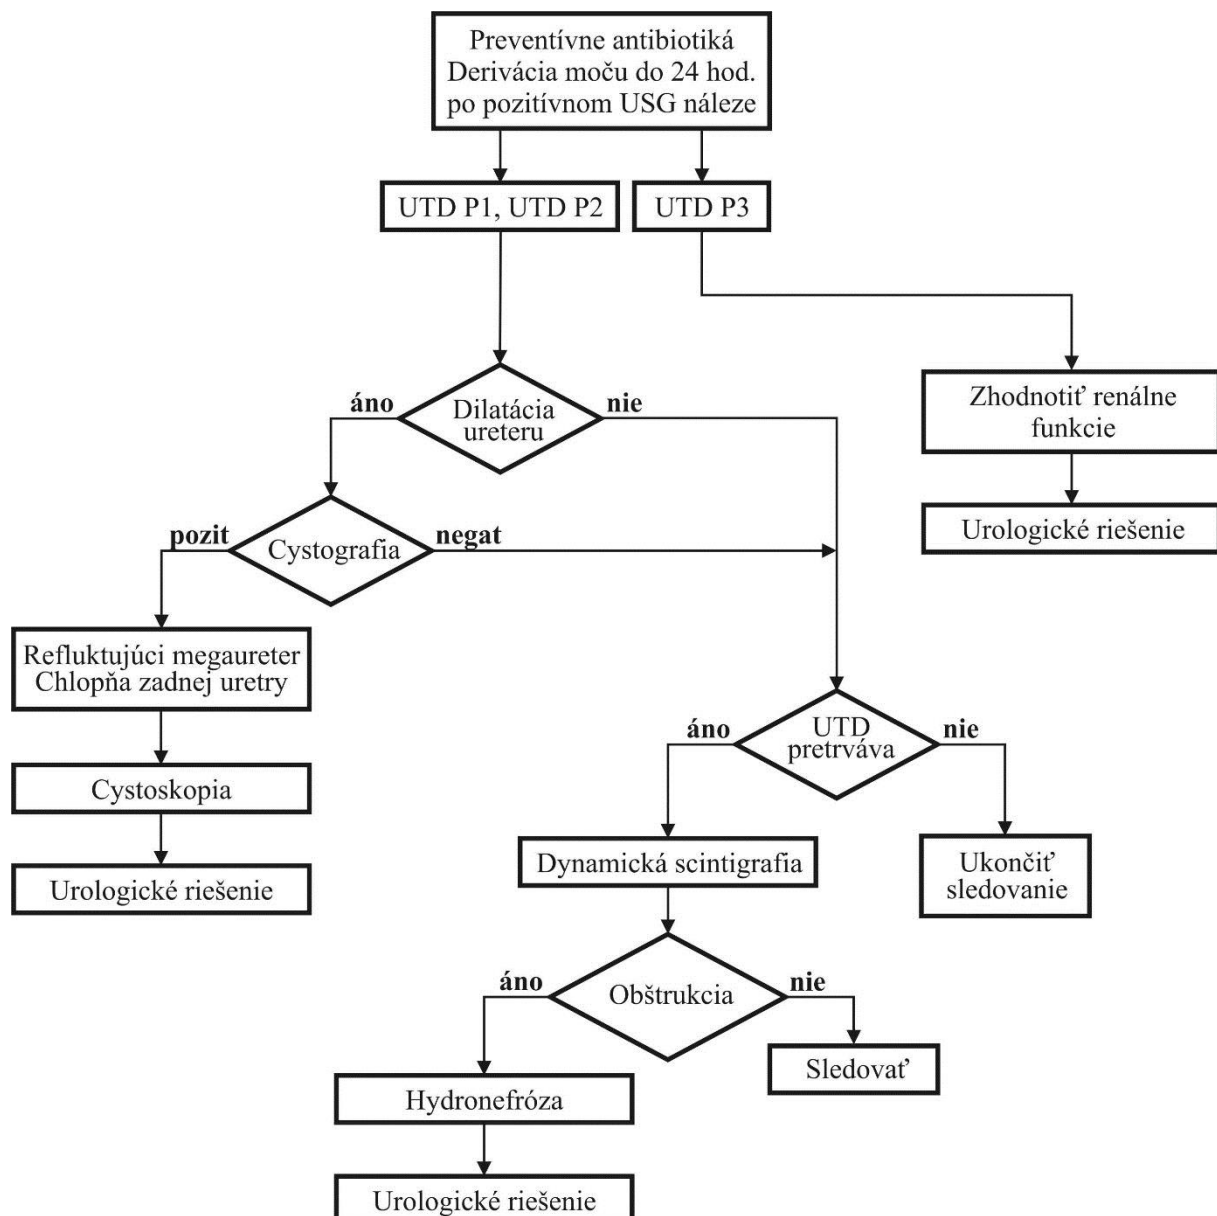 Preventívne antibiotiká
Derivácia moču do 24 hod.
po pozitívnom USG náleze
UTD P1, UTD P2
UTD P3
áno
Dilatácia
ureteru
nie
Zhodnotiť renálne
funkcie
Urologické riešenie
pozit
Cystografia
negat
Refluktujúci megaureter
Chlopňa zadnej uretry
Cystoskopia
Urologické riešenie
áno
UTD
pretrváva
nie
Dynamická scintigrafia
Ukončiť
sledovanie
áno
Obštrukcia
nie
Sledovať
Hydronefróza
Urologické riešenie